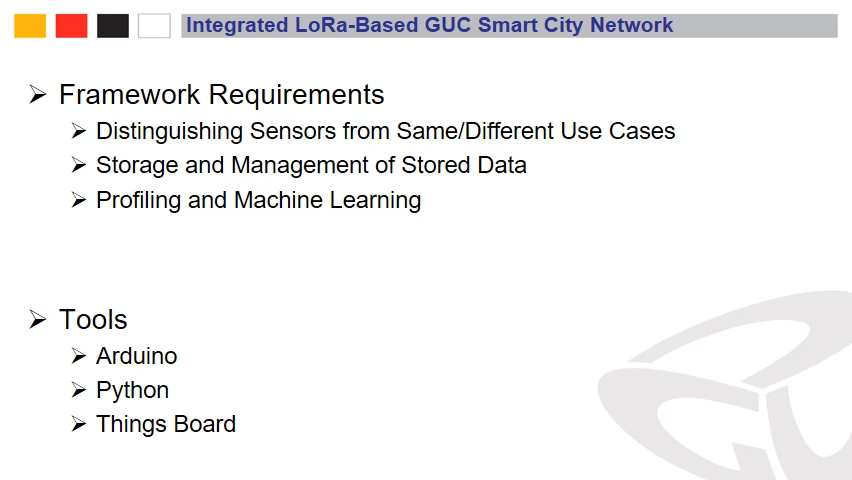 Integrated LoRa-Based GUC Smart City Network
Framework Requirements
Distinguishing Sensors from Same/Different Use Cases
Storage and Management of Stored Data
Profiling and Machine Learning
Tools
Arduino
Python
Things Board